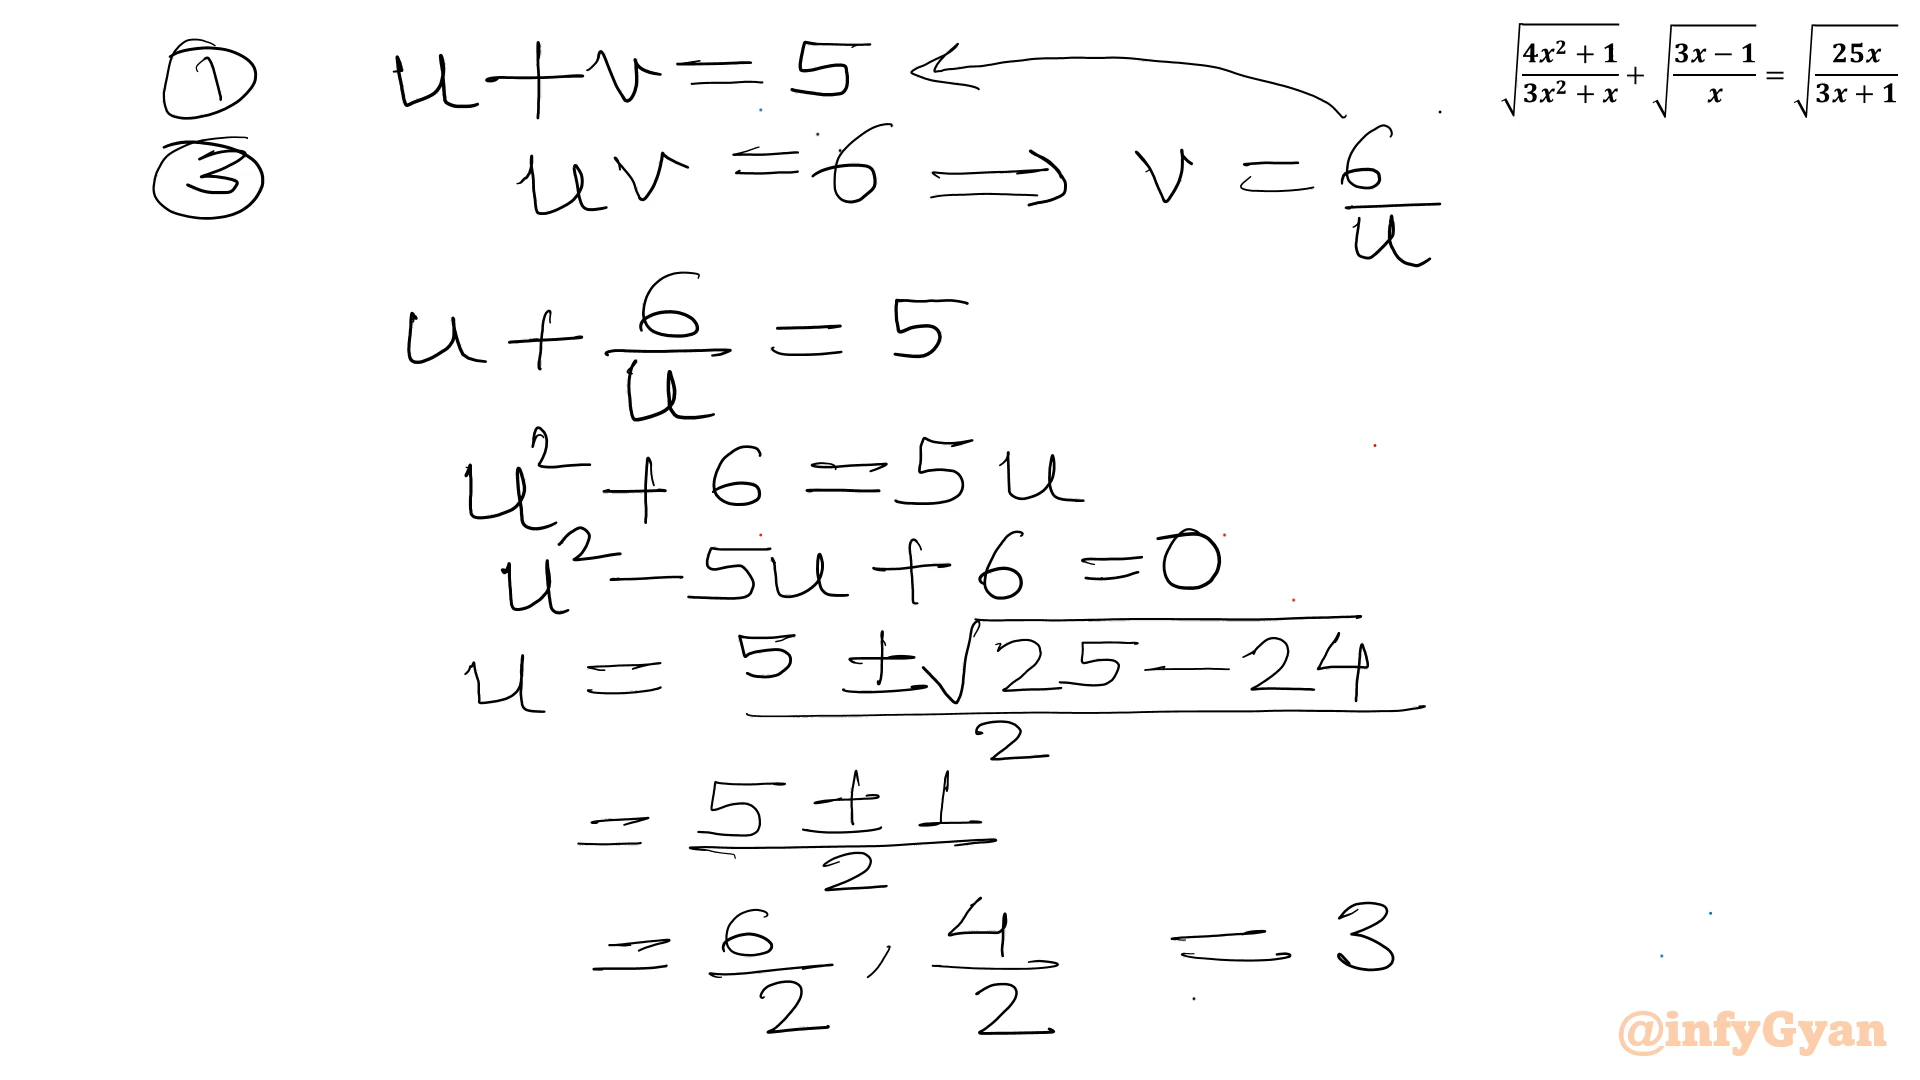 ① u + v = 5
√((4x² + 1)/(3x² + x)) + √((3x − 1)/x) = √(25x/(3x + 1))
③ uv = 6 ⟹ v = 6/u
u + 6/u = 5
u² + 6 = 5u
u² − 5u + 6 = 0
u = (5 ± √(25 − 24))/2
= (5 ± 1)/2
= 6/2 , 4/2 = 3
@infyGyan